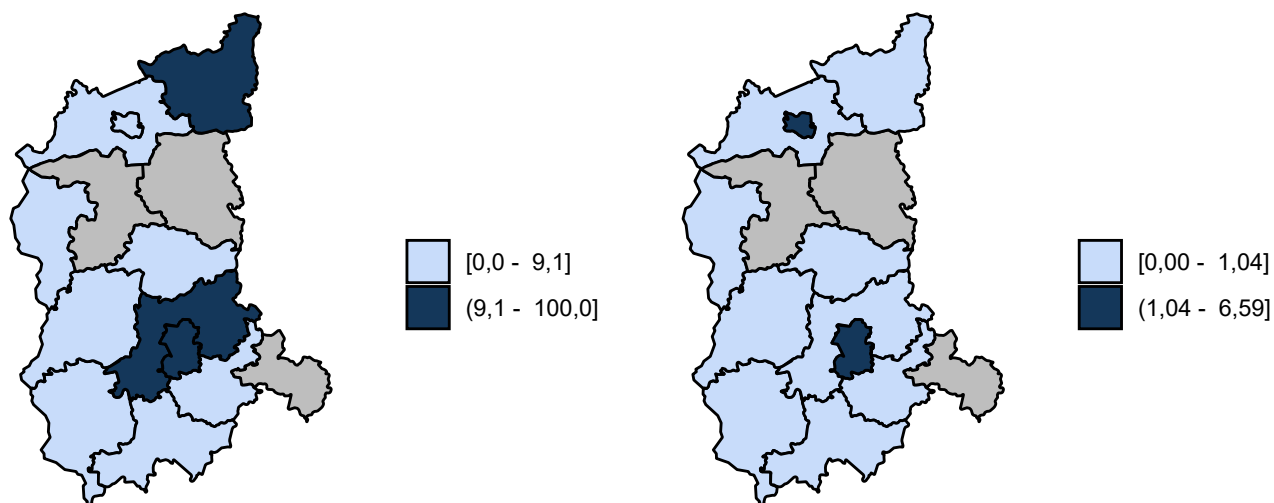 [0,0 - 9,1]
(9,1 - 100,0]
[0,00 - 1,04]
(1,04 - 6,59]